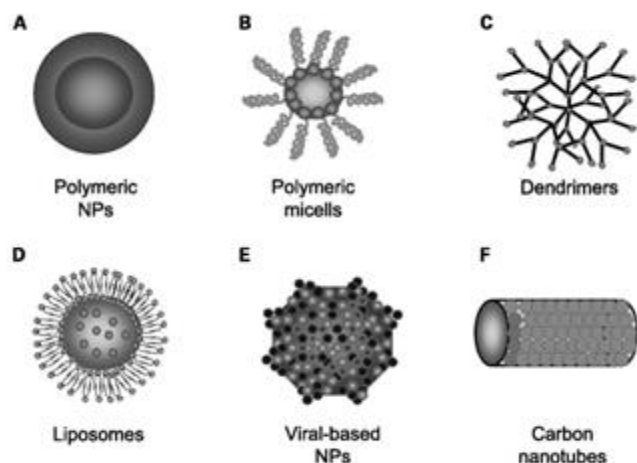 A
B
C
Polymeric
NPs
Polymeric
micells
Dendrimers
D
E
F
Liposomes
Viral-based
NPs
Carbon
nanotubes